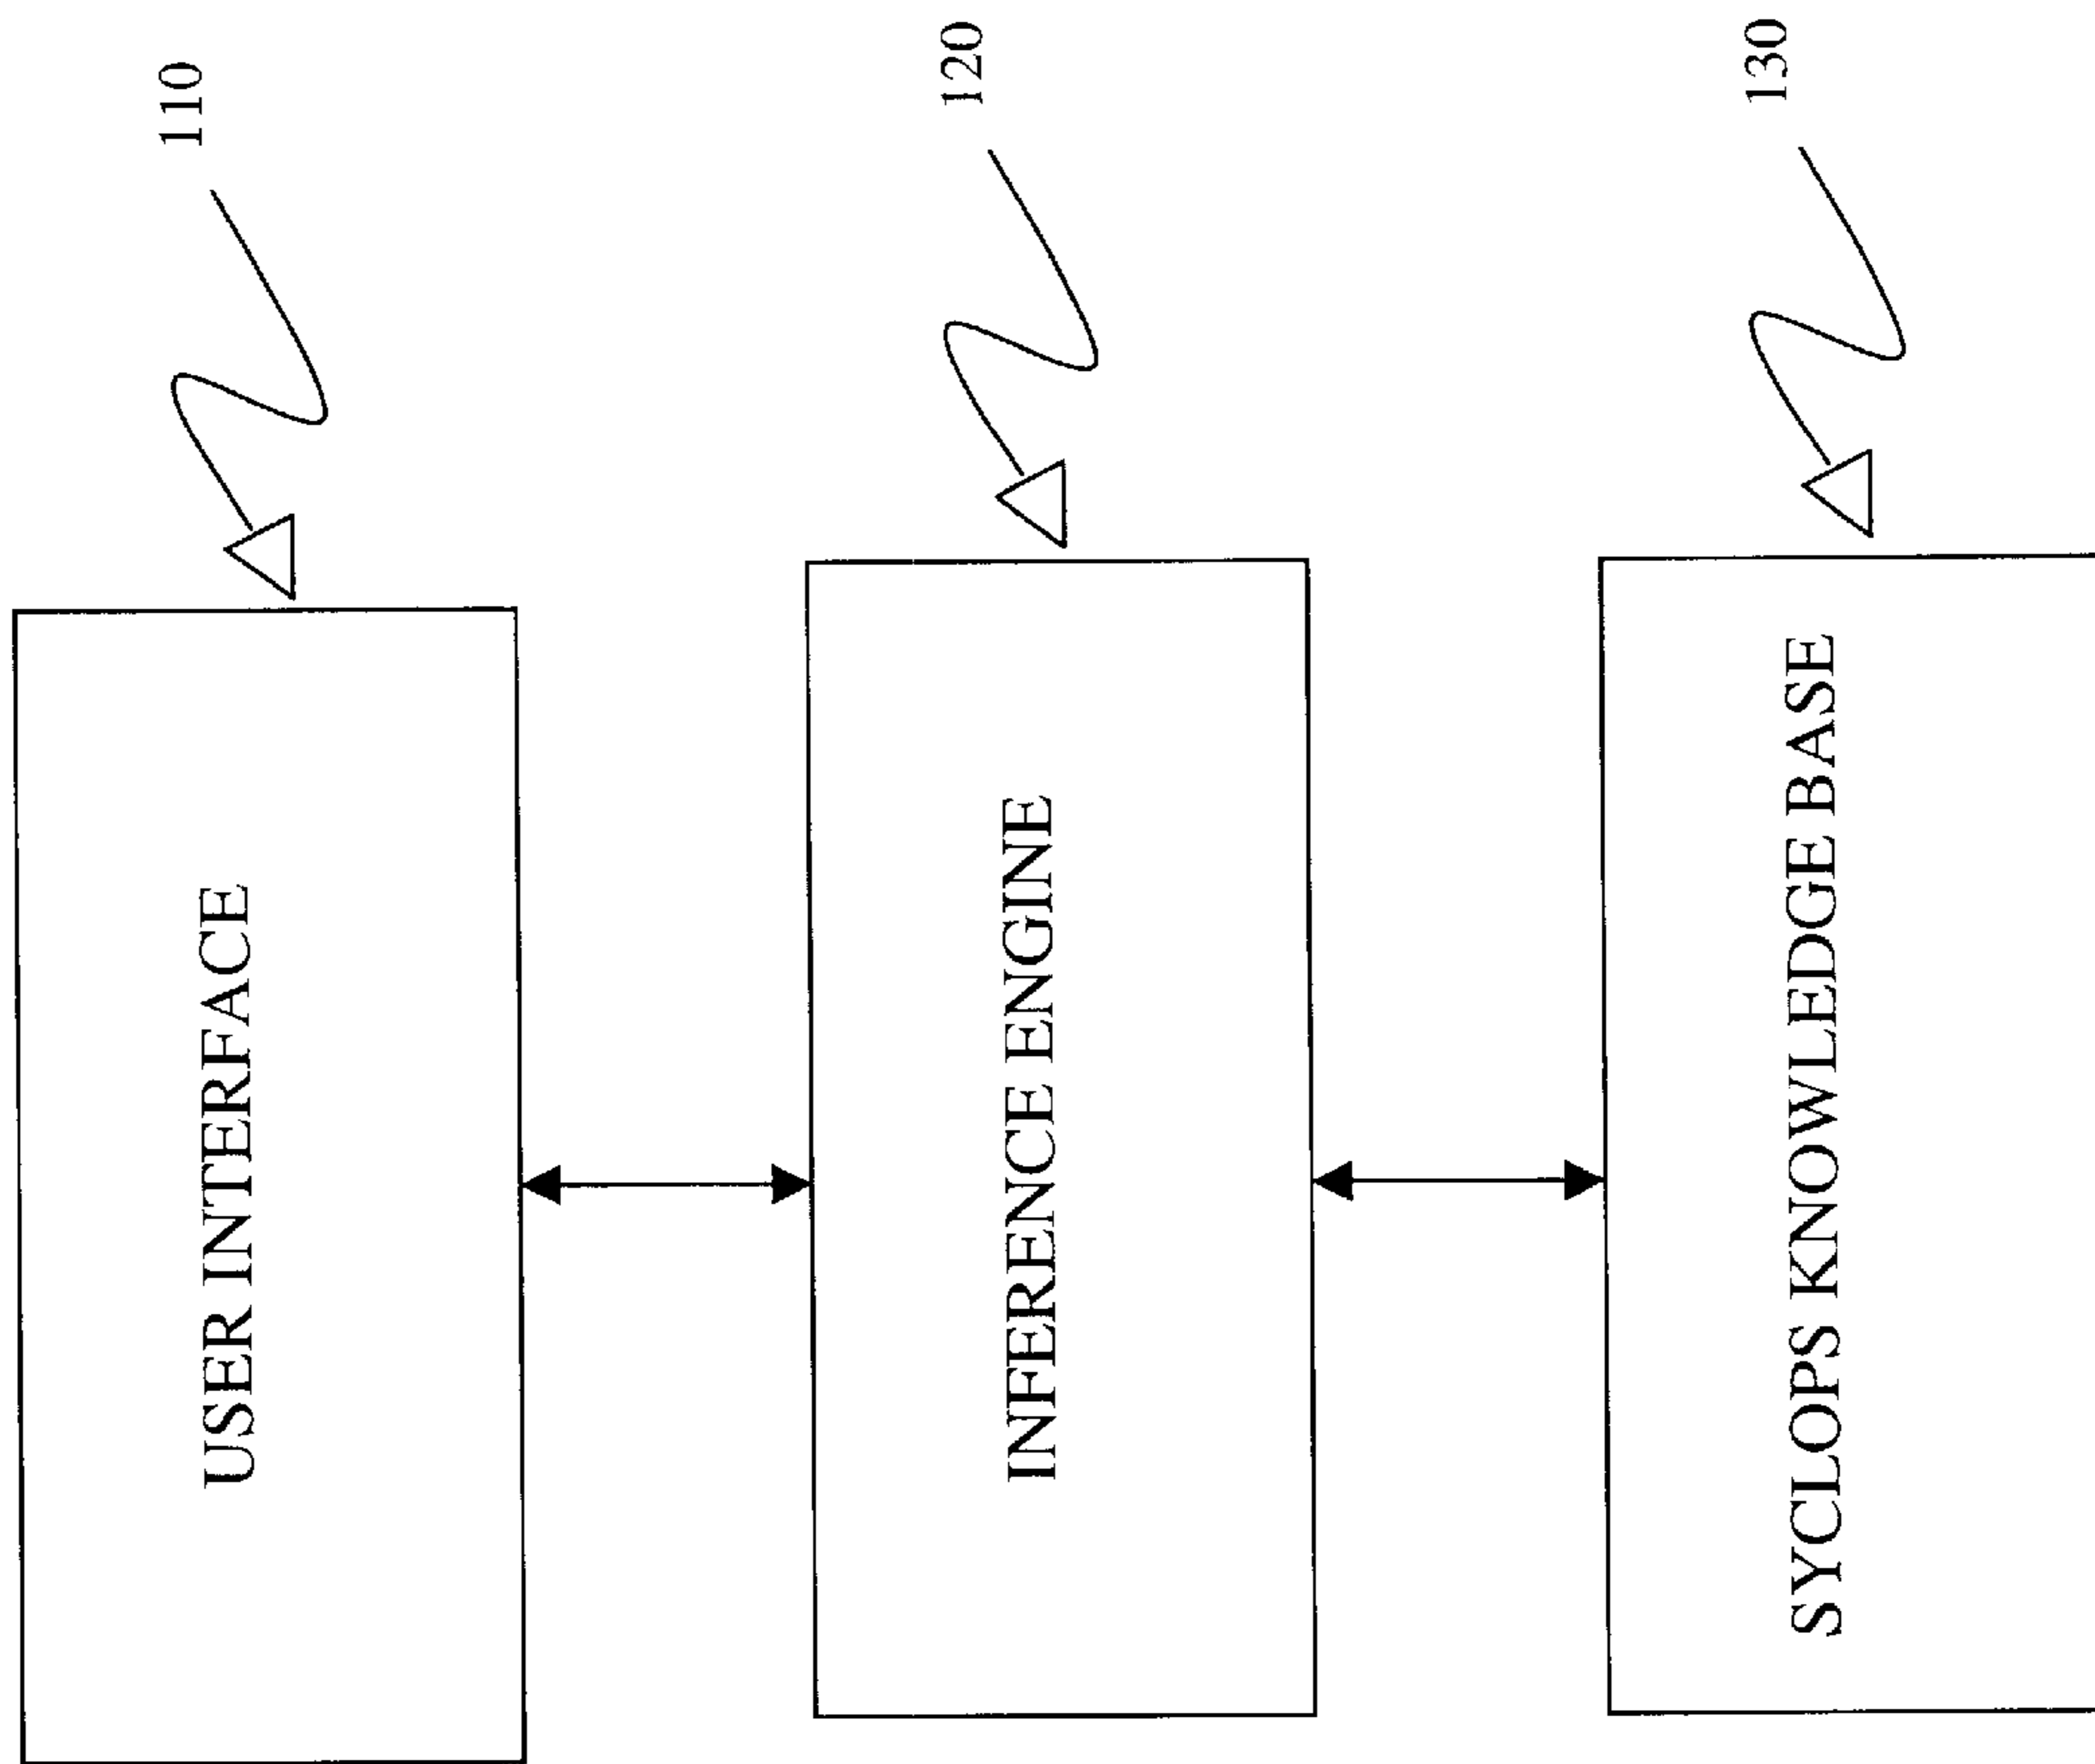 110
USER INTERFACE
120
INFERENCE ENGINE
130
SYCLOPS KNOWLEDGE BASE